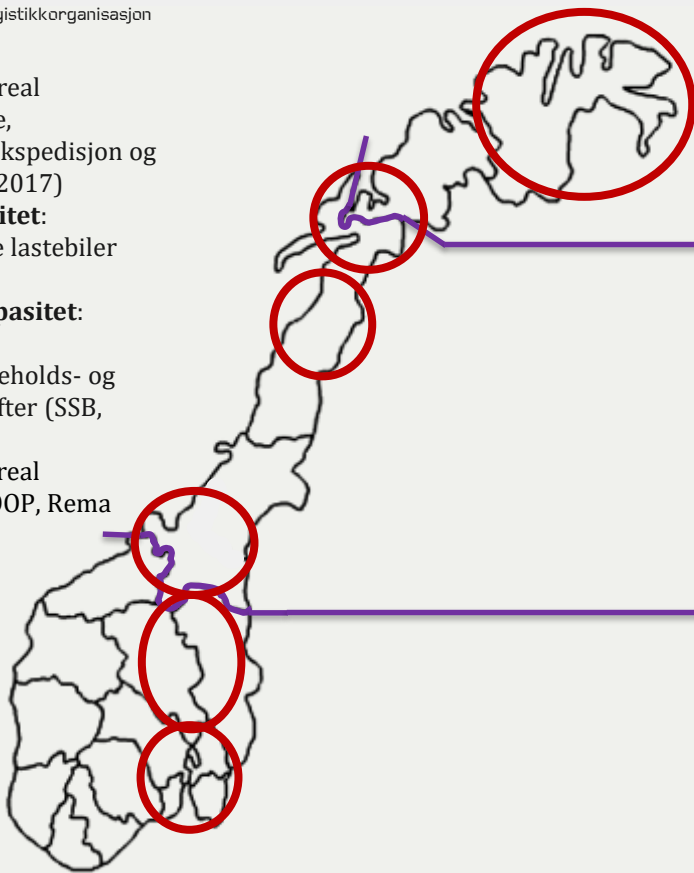 gistikkorganisasjon
real
e,
kspedisjon og
2017)
itet:
e lastebiler
pasitet:
eholds- og
fter (SSB,
real
OOP, Rema